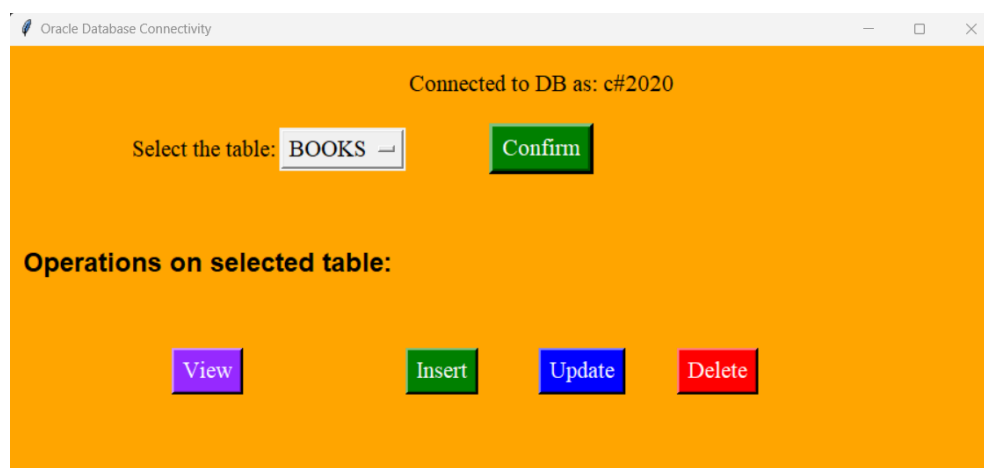 Oracle Database Connectivity
Connected to DB as: c#2020
Select the table: BOOKS Confirm
Operations on selected table:
View Insert Update Delete